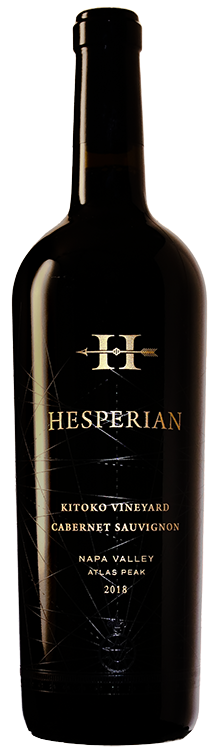 H
HESPERIAN
KITOKO VINEYARD
CABERNET SAUVIGNON
NAPA VALLEY
ATLAS PEAK
2018